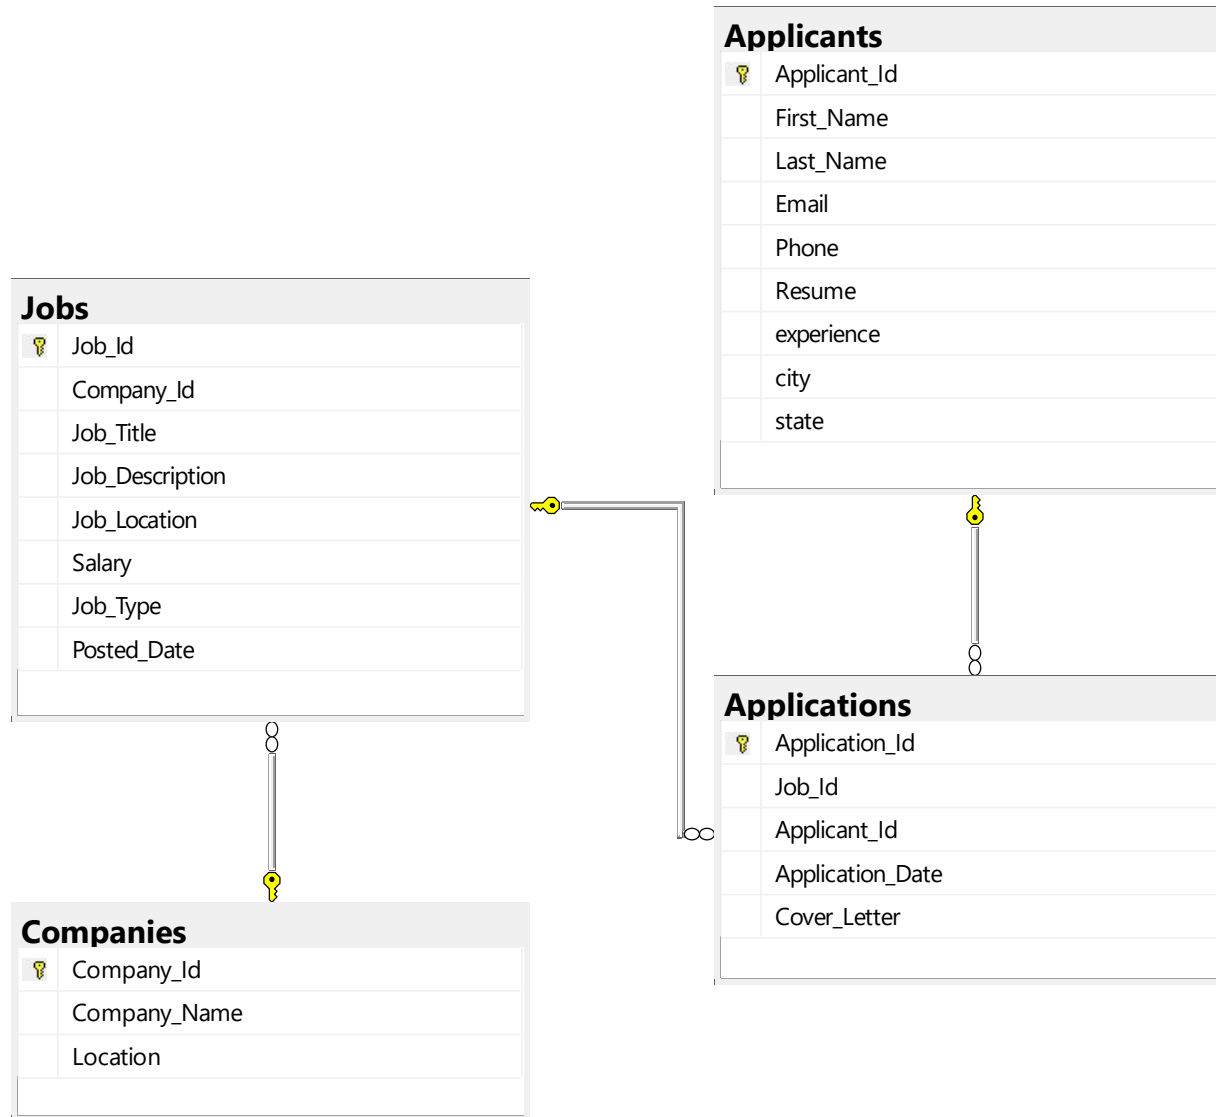 Applicants
Applicant_Id
First_Name
Last_Name
Email
Phone
Resume
experience
city
state
Jobs
Job_Id
Company_Id
Job_Title
Job_Description
Job_Location
Salary
Job_Type
Posted_Date
Applications
Application_Id
Job_Id
Applicant_Id
Application_Date
Cover_Letter
Companies
Company_Id
Company_Name
Location